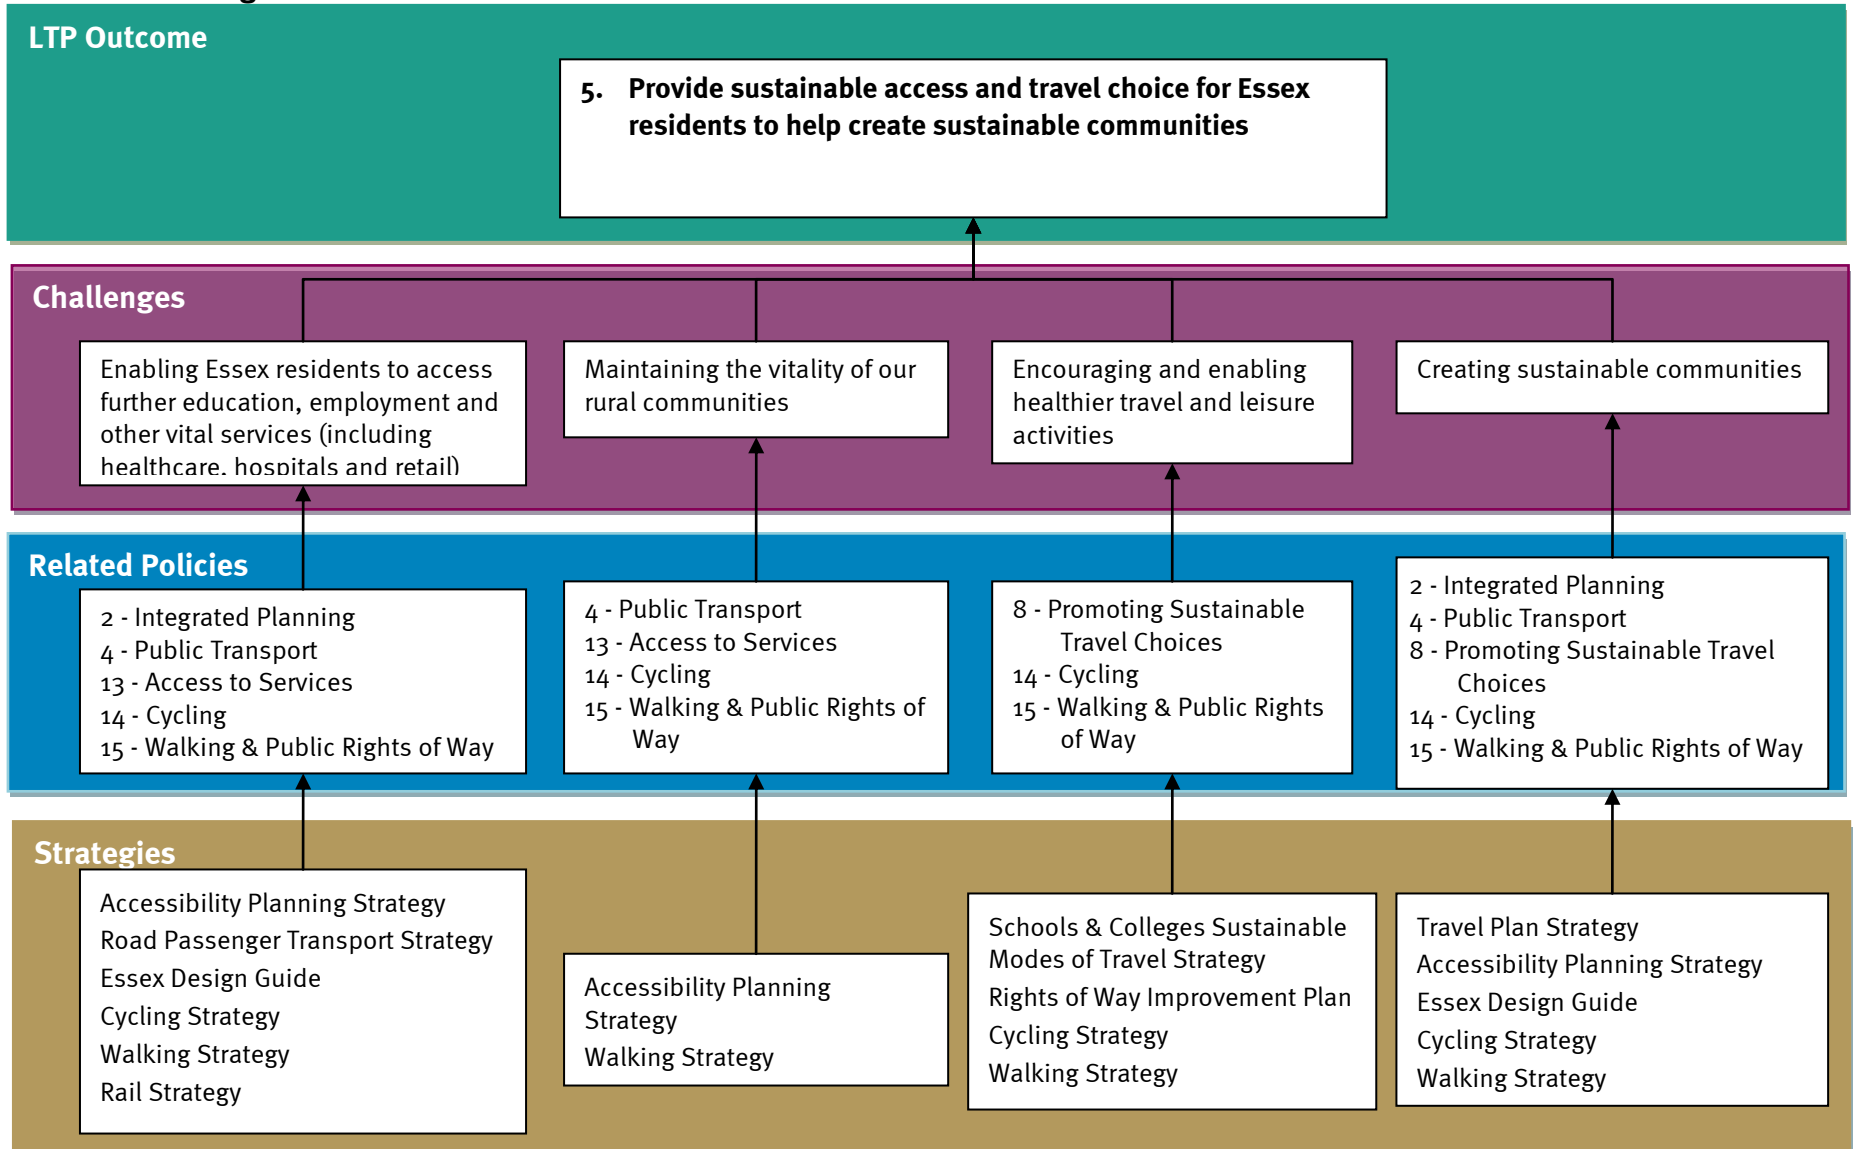 LTP Outcome
5. Provide sustainable access and travel choice for Essex
residents to help create sustainable communities
Challenges
Enabling Essex residents to access
further education, employment and
other vital services (including
healthcare, hospitals and retail)
Maintaining the vitality of our
rural communities
Encouraging and enabling
healthier travel and leisure
activities
Creating sustainable communities
Related Policies
2 - Integrated Planning
4 - Public Transport
13 - Access to Services
14 - Cycling
15 - Walking & Public Rights of Way
4 - Public Transport
13 - Access to Services
14 - Cycling
15 - Walking & Public Rights of
Way
8 - Promoting Sustainable
Travel Choices
14 - Cycling
15 - Walking & Public Rights
of Way
2 - Integrated Planning
4 - Public Transport
8 - Promoting Sustainable Travel
Choices
14 - Cycling
15 - Walking & Public Rights of Way
Strategies
Accessibility Planning Strategy
Road Passenger Transport Strategy
Essex Design Guide
Cycling Strategy
Walking Strategy
Rail Strategy
Accessibility Planning
Strategy
Walking Strategy
Schools & Colleges Sustainable
Modes of Travel Strategy
Rights of Way Improvement Plan
Cycling Strategy
Walking Strategy
Travel Plan Strategy
Accessibility Planning Strategy
Essex Design Guide
Cycling Strategy
Walking Strategy